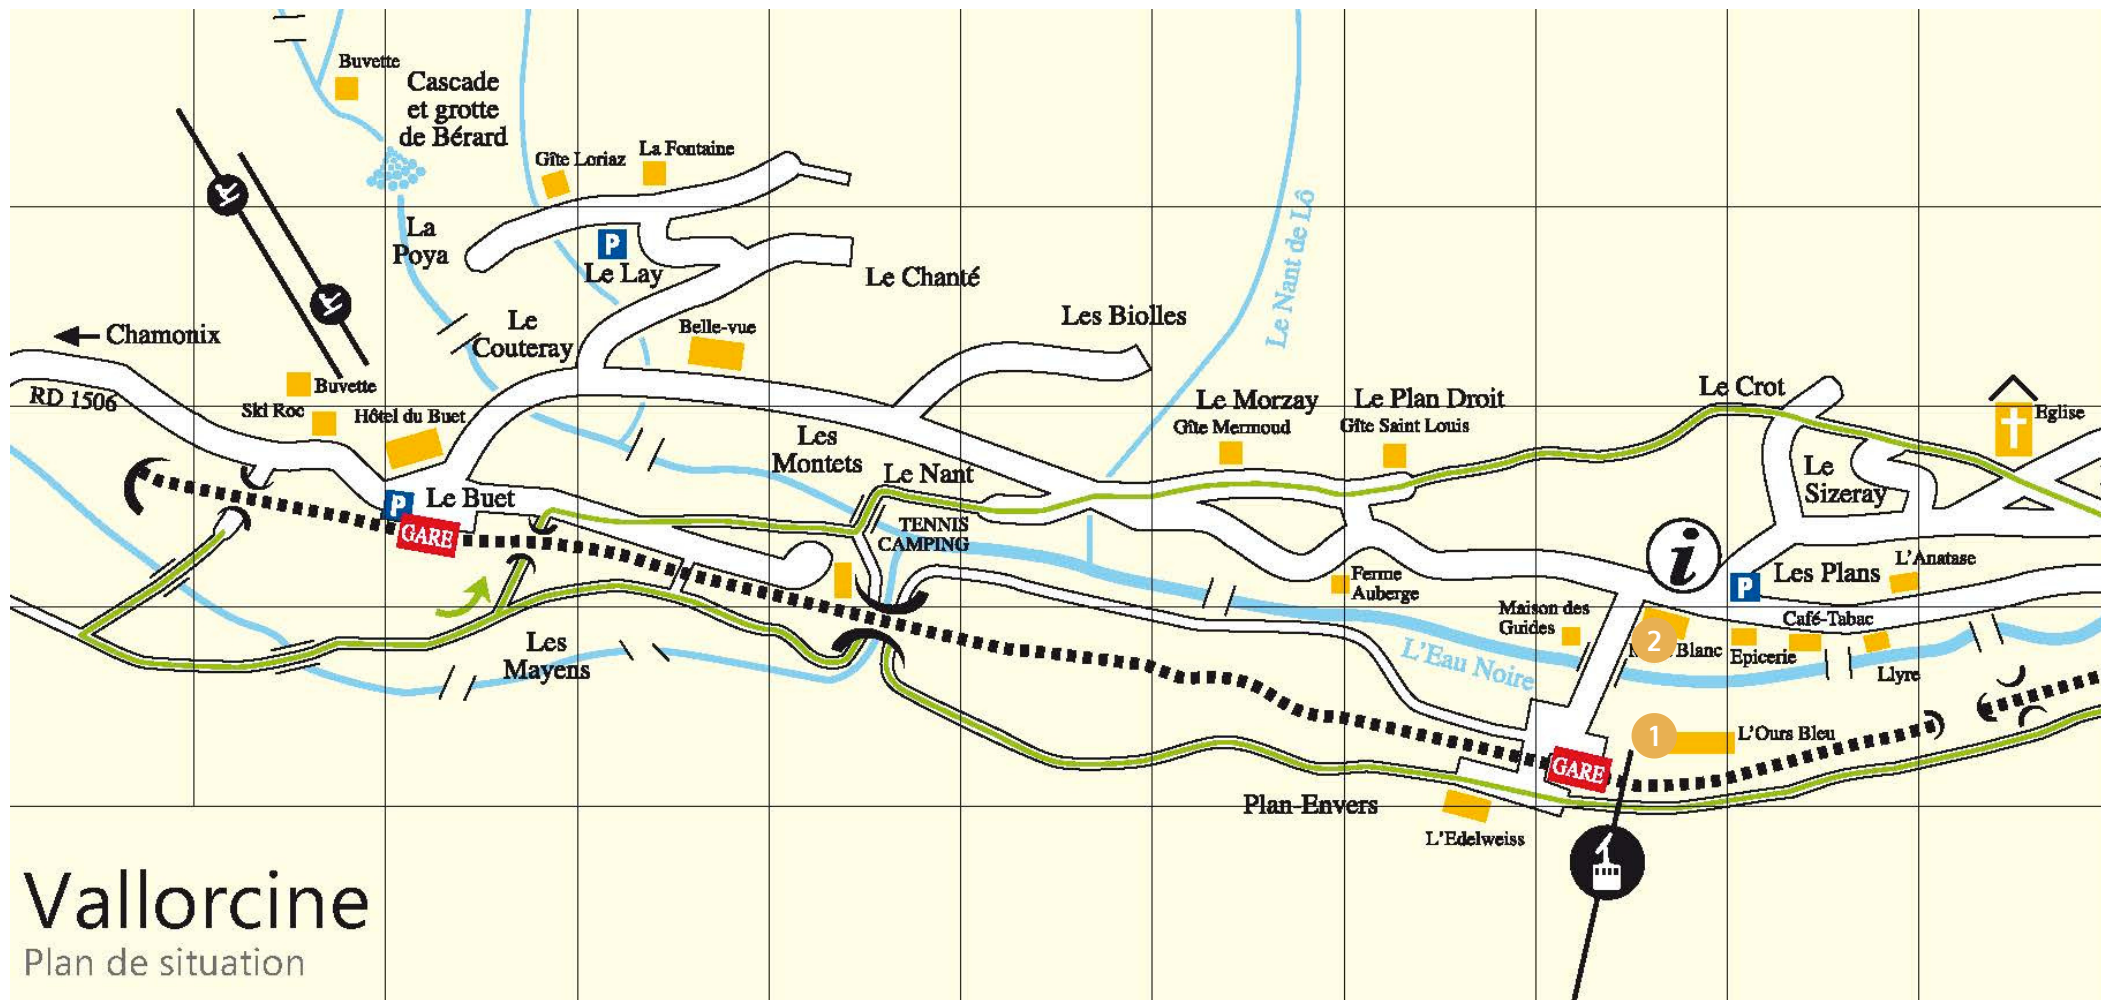 Buvette
Cascade
et grotte
de Bérard
Gîte Loriaz
La Fontaine
La
Poya
P
Le Lay
Le Chanté
Le Nant de Lô
Chamonix
Le
Couteray
Belle-vue
Les Biolles
RD 1506
Buvette
Ski Roc
Hôtel du Buet
Le Morzay
Gîte Mermoud
Le Plan Droit
Gîte Saint Louis
Le Crot
Eglise
Les
Montets
Le Nant
Le
Sizeray
P
Le Buet
GARE
TENNIS
CAMPING
i
P
Les Plans
L'Anatase
Ferme
Auberge
Maison des
Guides
2
Blanc
Epicerie
Café-Tabac
Llyre
Les
Mayens
L'Eau Noire
1
L'Ours Bleu
GARE
Plan-Envers
L'Edelweiss
Vallorcine
Plan de situation